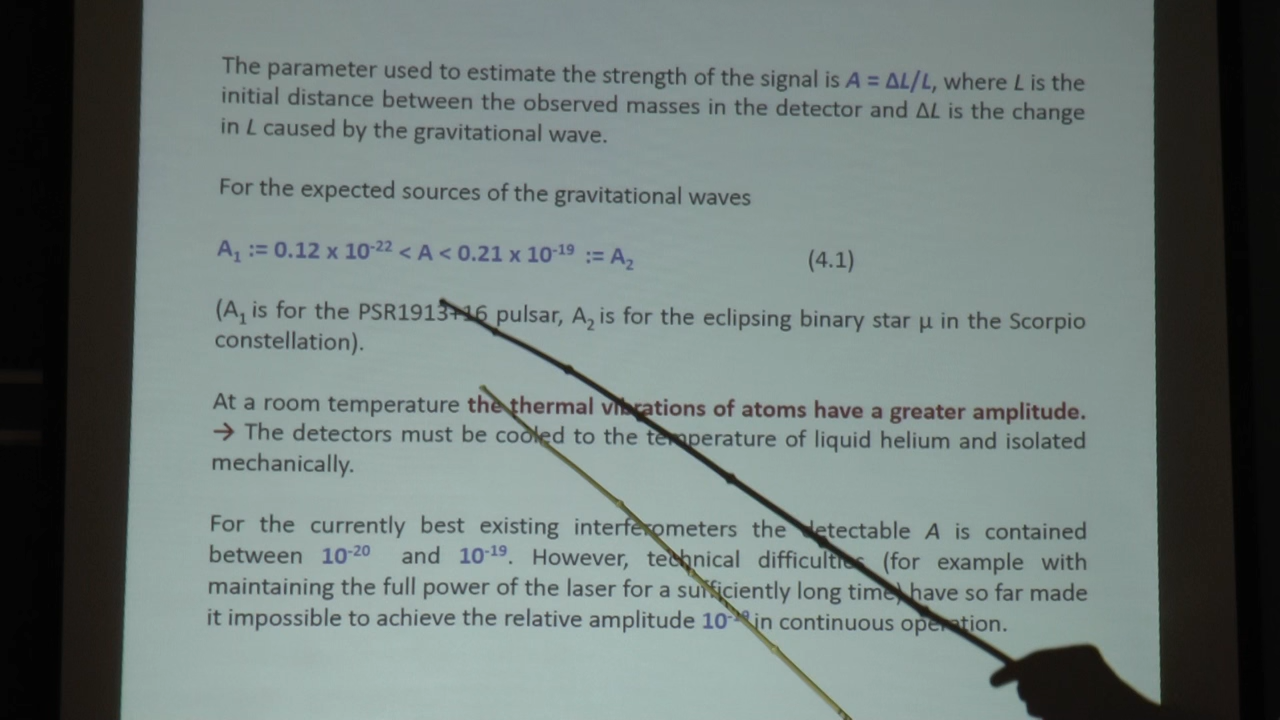 The parameter used to estimate the strength of the signal is A = ΔL/L, where L is the
initial distance between the observed masses in the detector and ΔL is the change
in L caused by the gravitational wave.
For the expected sources of the gravitational waves
A₁ := 0.12 x 10⁻²² < A < 0.21 x 10⁻¹⁹ := A₂ (4.1)
(A₁ is for the PSR1913+16 pulsar, A₂ is for the eclipsing binary star μ in the Scorpio
constellation).
At a room temperature the thermal vibrations of atoms have a greater amplitude.
→ The detectors must be cooled to the temperature of liquid helium and isolated
mechanically.
For the currently best existing interferometers the detectable A is contained
between 10⁻²⁰ and 10⁻¹⁹. However, technical difficulties (for example with
maintaining the full power of the laser for a sufficiently long time) have so far made
it impossible to achieve the relative amplitude in continuous operation.